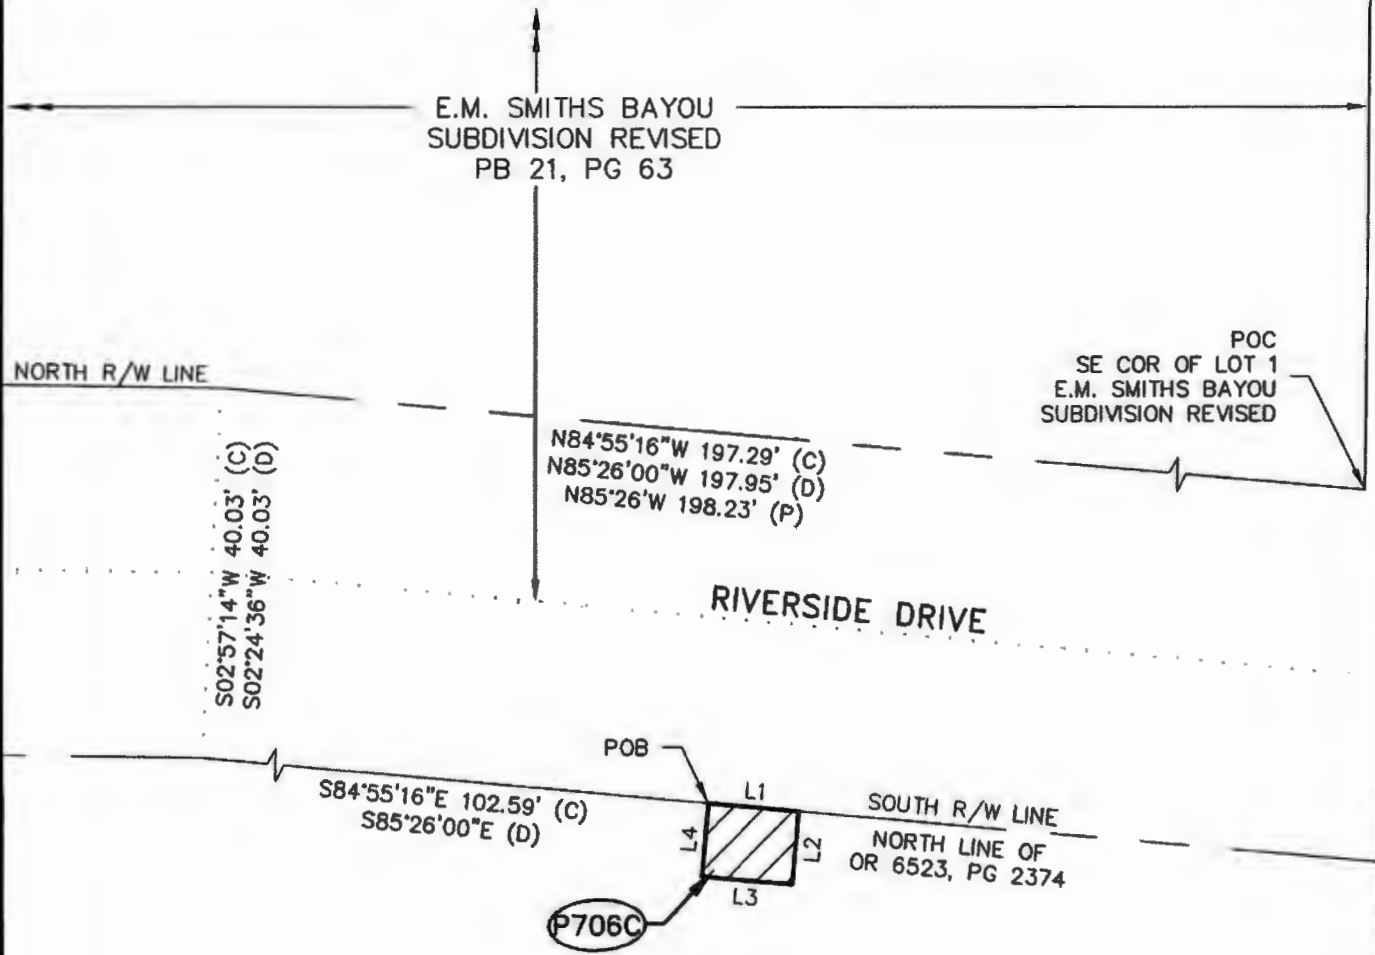 E.M. SMITHS BAYOU
SUBDIVISION REVISED
PB 21, PG 63
POC
SE COR OF LOT 1
E.M. SMITHS BAYOU
SUBDIVISION REVISED
NORTH R/W LINE
N84°55'16"W 197.29' (C)
N85°26'00"W 197.95' (D)
N85°26'W 198.23' (P)
S02°57'14"W 40.03' (C)
S02°24'36"W 40.03' (D)
RIVERSIDE DRIVE
POB
L1
S84°55'16"E 102.59' (C)
S85°26'00"E (D)
SOUTH R/W LINE
NORTH LINE OF
OR 6523, PG 2374
L4
L2
L3
P706C